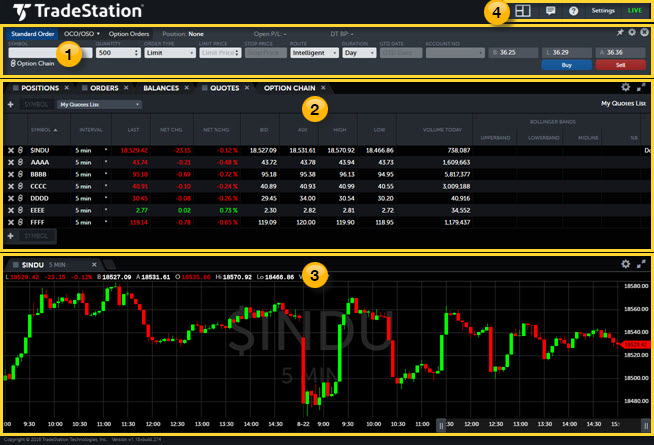 TradeStation
4
Settings
LIVE
Standard Order OCO/OSO Option Orders Position: None Open P/L: - DT BP: -
SYMBOL QUANTITY ORDER TYPE LIMIT PRICE STOP PRICE ROUTE DURATION GTD DATE ACCOUNT NO
500 Limit Limit Price Stop Price Intelligent Day GTD Date B: 36.25 L: 36.29 A: 36.36
Option Chain 1 Buy Sell
POSITIONS ORDERS BALANCES QUOTES OPTION CHAIN
SYMBOL My Quotes List 2 My Quotes List
BOLLINGER BANDS
SYMBOL INTERVAL LAST NET CHG NET %CHG BID ASK HIGH LOW VOLUME TODAY UPPERBAND LOWERBAND MIDLINE %B
$INDU 5 min 18,529.42 -23.15 -0.12 % 18,527.09 18,531.61 18,570.92 18,466.86 738,087
AAAA 5 min 43.74 -0.21 -0.48 % 43.72 43.78 43.94 43.73 1,609,663
BBBB 5 min 95.18 -0.69 -0.72 % 95.18 95.38 96.13 94.95 5,817,377
CCCC 5 min 40.91 -0.10 -0.24 % 40.89 40.93 40.99 40.55 3,009,188
DDDD 5 min 30.45 -0.08 -0.26 % 29.45 34.00 30.54 30.20 40,916
EEEE 5 min 2.77 0.02 0.73 % 2.30 2.82 2.81 2.72 34,552
FFFF 5 min 119.14 -0.78 -0.65 % 119.09 120.00 119.90 118.95 1,179,437
SYMBOL
$INDU 5 MIN
L 18529.42 -23.15 -0.12% B 18527.09 A 18531.61 O Hi 18570.92 Lo 18466.86 V 3
$INDU
5 MIN
18580.00
18560.00
18540.00
18529.42
18520.00
18500.00
18480.00
9:30 10:00 10:30 11:00 11:30 12:00 12:30 13:00 13:30 14:00 14:30 15:00 15:30 8-22 9:00 9:30 10:00 10:30 11:00 :30 12:00 12:30 13:00 13:30 14:00 14:30 15: